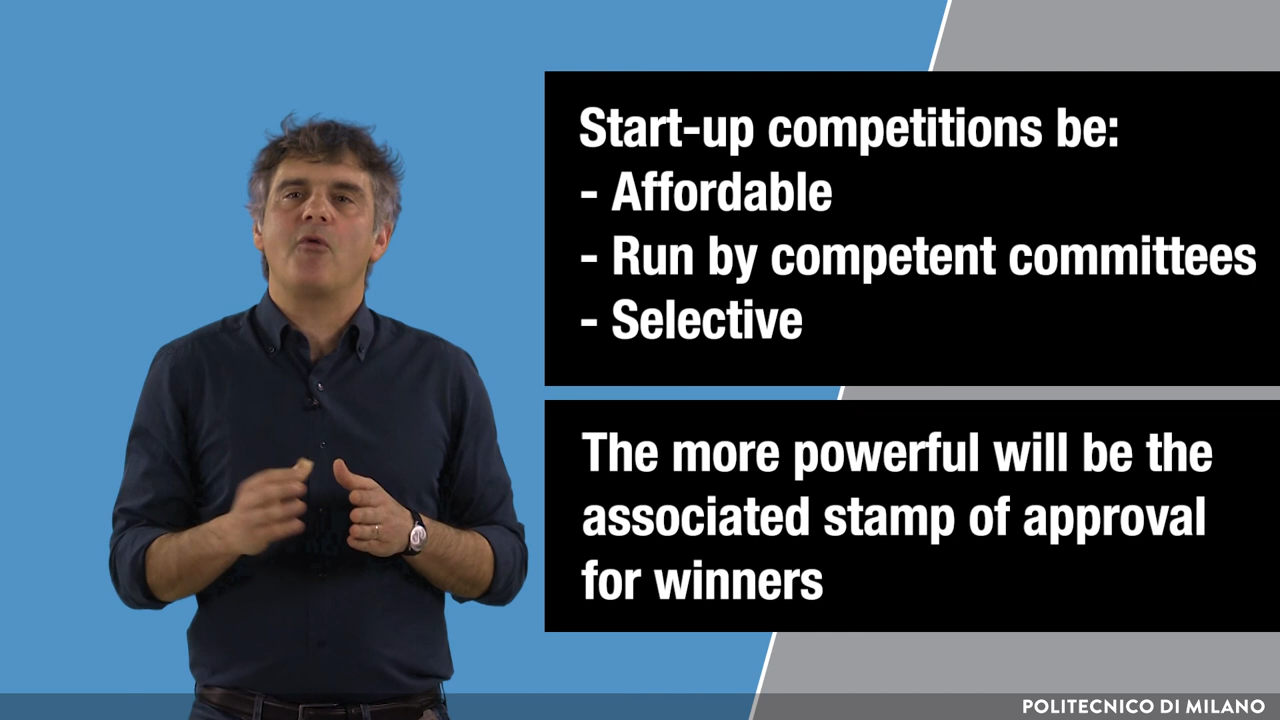 Start-up competitions be:
- Affordable
- Run by competent committees
- Selective
The more powerful will be the
associated stamp of approval
for winners
POLITECNICO DI MILANO